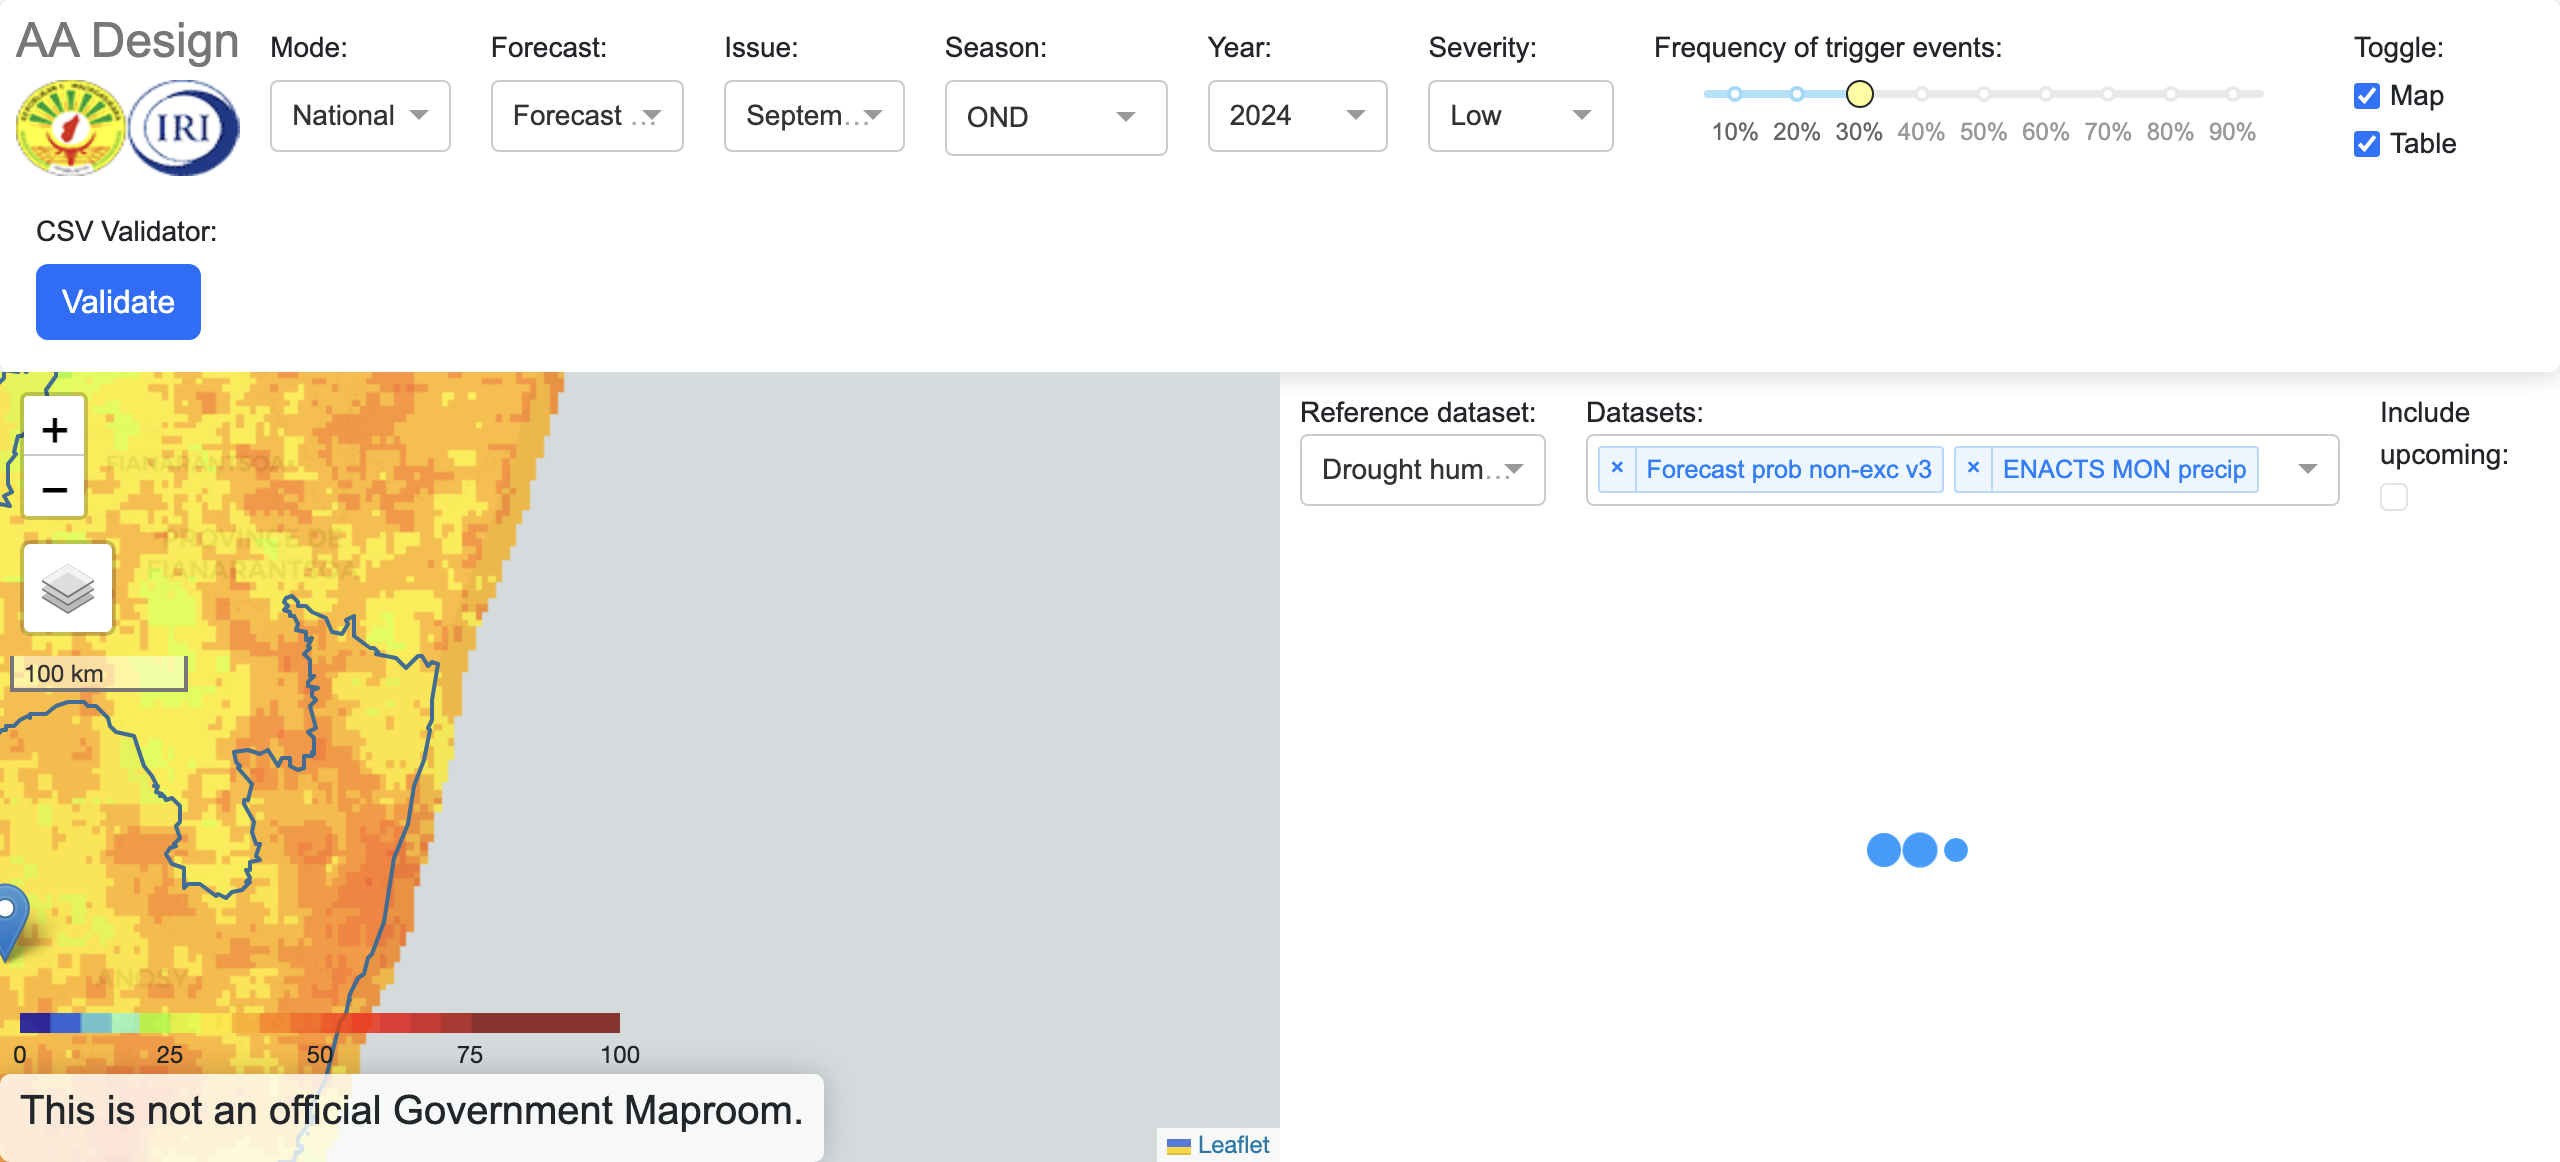 AA Design
IRI
Mode:
National
Forecast:
Forecast ...
Issue:
Septem...
Season:
OND
Year:
2024
Severity:
Low
Frequency of trigger events:
10% 20% 30% 40% 50% 60% 70% 80% 90%
Toggle:
Map
Table
CSV Validator:
Validate
+
−
FIANARANTSOA
PROVINCE DE
FIANARANTSOA
100 km
ANOSY
0 25 50 75 100
This is not an official Government Maproom.
Leaflet
Reference dataset:
Drought hum...
Datasets:
× Forecast prob non-exc v3 × ENACTS MON precip
Include
upcoming: